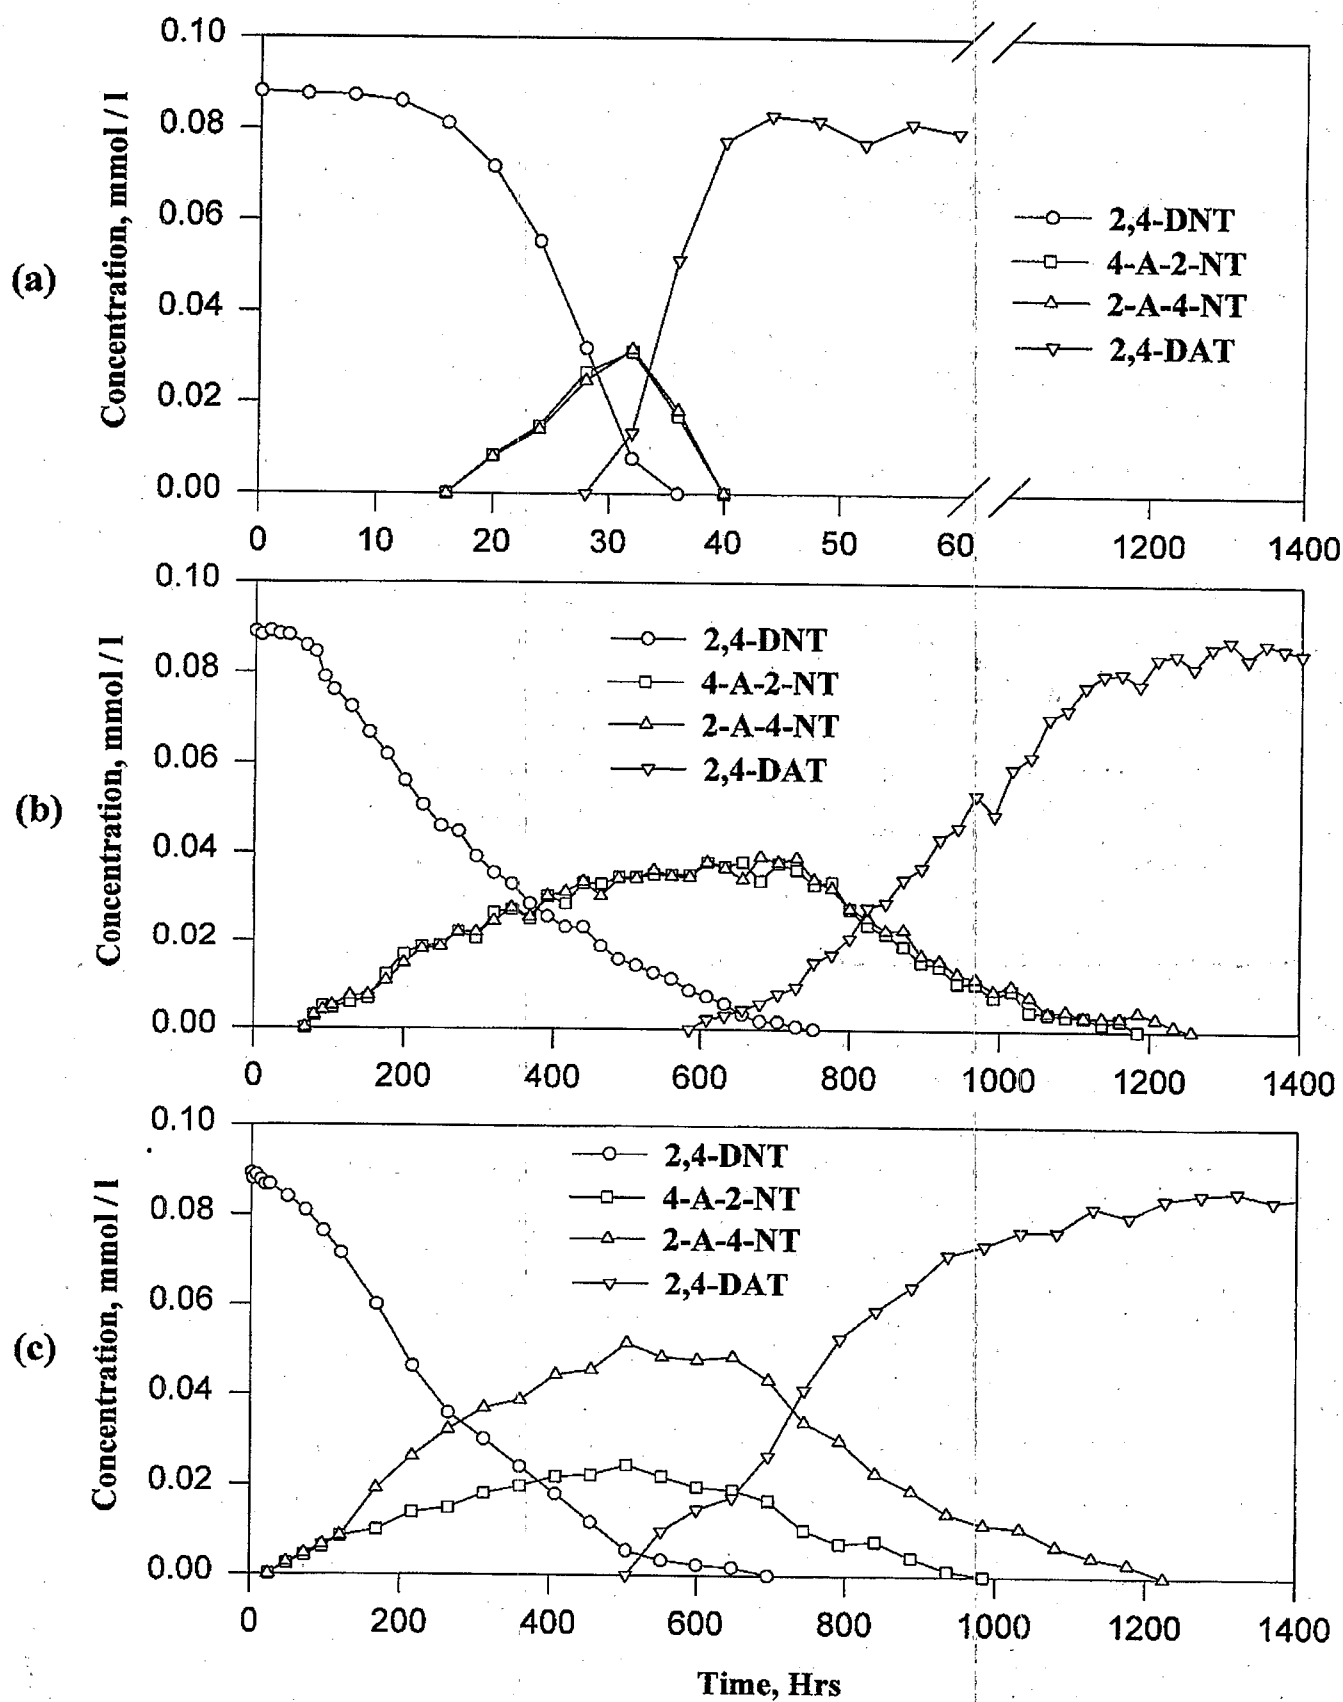 (a)
Concentration, mmol / l
0.10
0.08
0.06
0.04
0.02
0.00
2,4-DNT
4-A-2-NT
2-A-4-NT
2,4-DAT
0 10 20 30 40 50 60 1200 1400
(b)
Concentration, mmol / l
0.10
0.08
0.06
0.04
0.02
0.00
2,4-DNT
4-A-2-NT
2-A-4-NT
2,4-DAT
0 200 400 600 800 1000 1200 1400
(c)
Concentration, mmol / l
0.10
0.08
0.06
0.04
0.02
0.00
2,4-DNT
4-A-2-NT
2-A-4-NT
2,4-DAT
0 200 400 600 800 1000 1200 1400
Time, Hrs